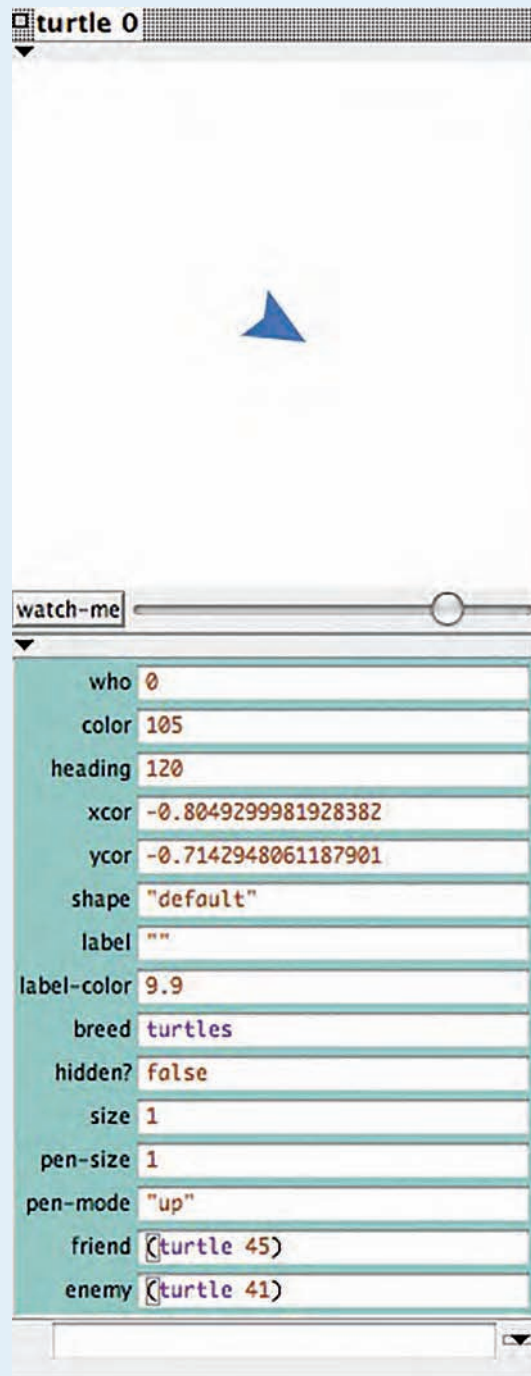 turtle 0
watch-me
who 0
color 105
heading 120
xcor -0.8049299981928382
ycor -0.7142948061187901
shape "default"
label ""
label-color 9.9
breed turtles
hidden? false
size 1
pen-size 1
pen-mode "up"
friend (turtle 45)
enemy (turtle 41)